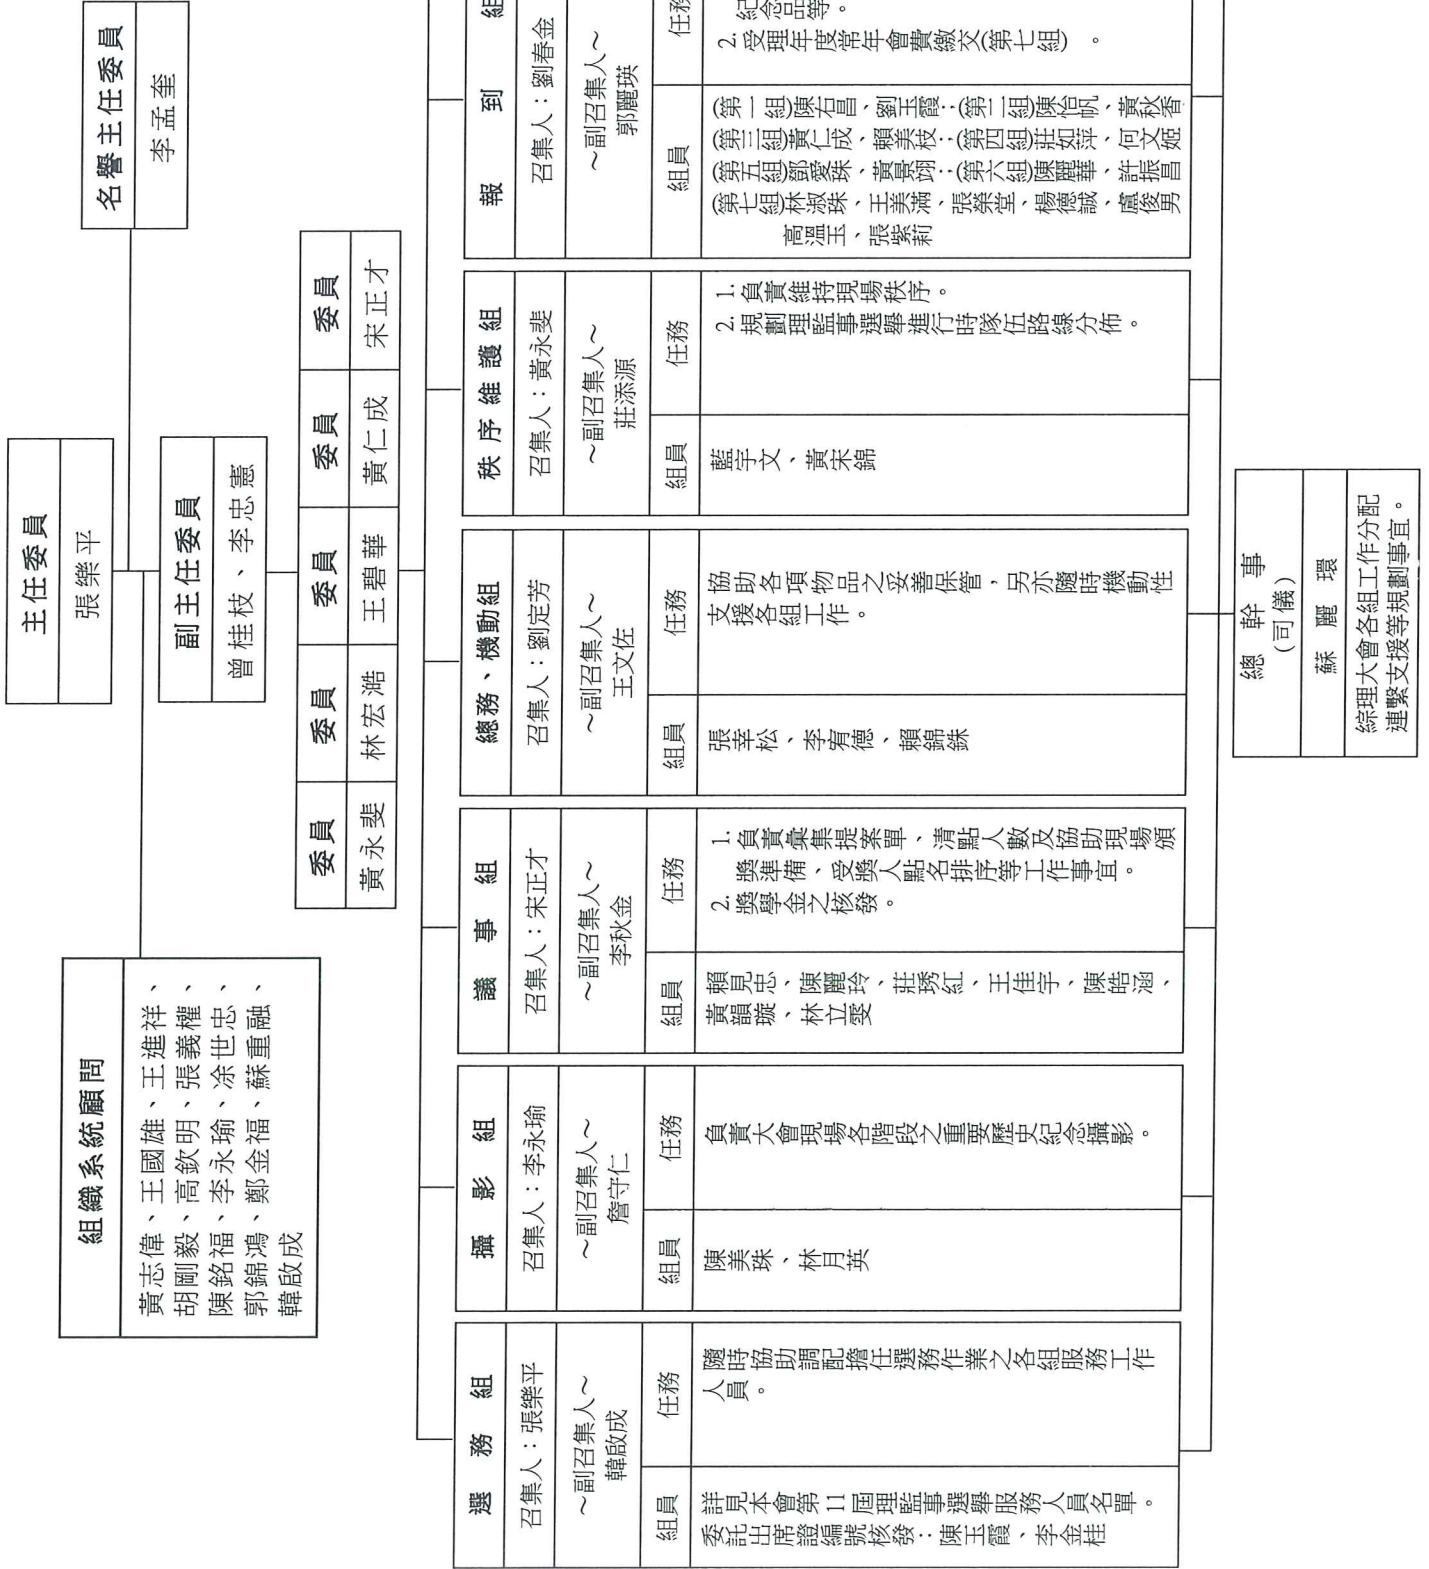 主任委員
張樂平
名譽主任委員
李孟奎
副主任委員
曾桂枝、李忠憲
組織系統顧問
黃志偉、王國雄、王進祥、
胡剛毅、高欽明、張義權、
陳銘福、李永瑜、凃世忠、
郭錦鴻、鄭金福、蘇重融、
韓啟成
委員
黃永斐
委員
林宏澔
委員
王碧華
委員
黃仁成
委員
宋正才
選務組
召集人：張樂平
～副召集人～
韓啟成
組員
任務
詳見本會第11屆理監事選舉服務人員名單。
委託出席證編號核發：陳玉霞、李金桂
隨時協助調配擔任選務作業之各組服務工作
人員。
攝影組
召集人：李永瑜
～副召集人～
詹守仁
組員
任務
陳美珠、林月英
負責大會現場各階段之重要歷史紀念攝影。
議事組
召集人：宋正才
～副召集人～
李秋金
組員
任務
賴見忠、陳麗玲、莊琇紅、王佳宇、陳皓涵、
黃韻璇、林立雯
1. 負責彙集提案單、清點人數及協助現場頒
獎準備、受獎人點名排序等工作事宜。
2. 獎學金之核發。
總務、機動組
召集人：劉定芳
～副召集人～
王文佐
組員
任務
張幸松、李宥德、賴錦銖
協助各項物品之妥善保管，另亦隨時機動性
支援各組工作。
秩序維護組
召集人：黃永斐
～副召集人～
莊添源
組員
任務
藍宇文、黃宋錦
1. 負責維持現場秩序。
2. 規劃理監事選舉進行時隊伍路線分佈。
報到組
召集人：劉春金
～副召集人～
郭麗瑛
組員
任務
(第一組)陳右昌、劉玉霞；(第二組)陳怡帆、黃秋香
(第三組)黃仁成、賴美枝；(第四組)莊如萍、何文姬
(第五組)鄧愛珠、黃景翊；(第六組)陳麗華、許振昌
(第七組)林淑珠、王美滿、張榮堂、楊德誠、盧俊男
高溫玉、張紫莉
紀念品等。
2. 受理年度常年會費繳交(第七組)。
總幹事
(司儀)
蘇麗環
綜理大會各組工作分配
連繫支援等規劃事宜。